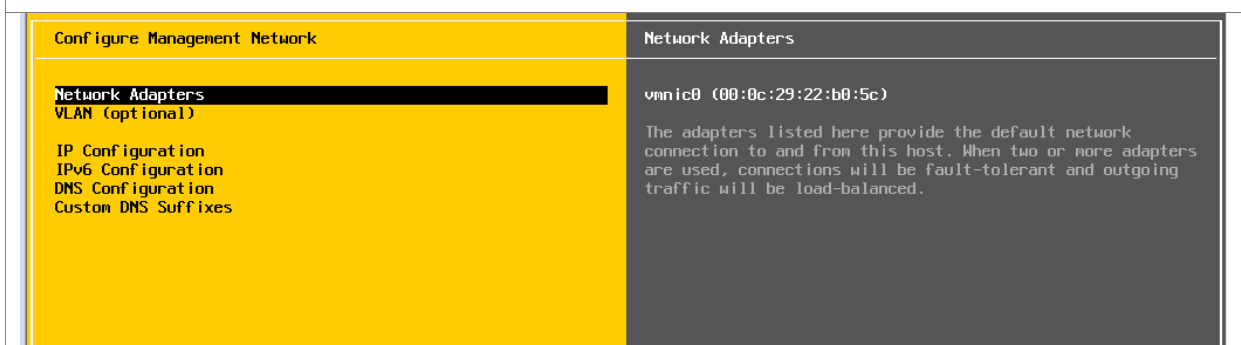 Configure Management Network
Network Adapters
VLAN (optional)
IP Configuration
IPv6 Configuration
DNS Configuration
Custom DNS Suffixes
Network Adapters
vmnic0 (00:0c:29:22:b0:5c)
The adapters listed here provide the default network
connection to and from this host. When two or more adapters
are used, connections will be fault-tolerant and outgoing
traffic will be load-balanced.